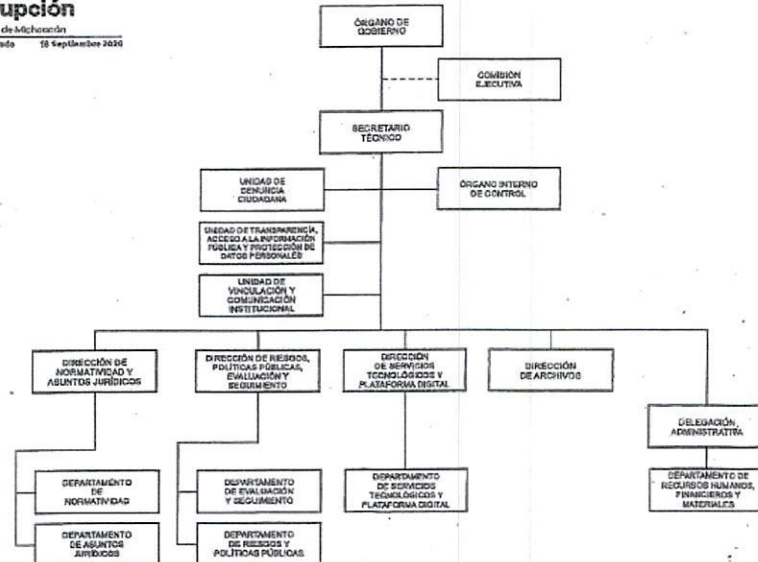 upción
de Michoacán
ado 18 Septiembre 2020
ÓRGANO DE
GOBIERNO
COMISIÓN
EJECUTIVA
SECRETARIO
TÉCNICO
UNIDAD DE
DENUNCIA
CIUDADANA
ÓRGANO INTERNO
DE CONTROL
UNIDAD DE TRANSPARENCIA,
ACCESO A LA INFORMACIÓN
PÚBLICA Y PROTECCIÓN DE
DATOS PERSONALES
UNIDAD DE
VINCULACIÓN Y
COMUNICACIÓN
INSTITUCIONAL
DIRECCIÓN DE
NORMATIVIDAD Y
ASUNTOS JURÍDICOS
DIRECCIÓN DE RIESGOS,
POLÍTICAS PÚBLICAS,
EVALUACIÓN Y
SEGUIMIENTO
DIRECCIÓN
DE SERVICIOS
TECNOLÓGICOS Y
PLATAFORMA DIGITAL
DIRECCIÓN
DE ARCHIVOS
DELEGACIÓN
ADMINISTRATIVA
DEPARTAMENTO
DE
NORMATIVIDAD
DEPARTAMENTO
DE EVALUACIÓN
Y SEGUIMIENTO
DEPARTAMENTO
DE SERVICIOS
TECNOLÓGICOS Y
PLATAFORMA DIGITAL
DEPARTAMENTO DE
RECURSOS HUMANOS,
FINANCIEROS Y
MATERIALES
DEPARTAMENTO
DE ASUNTOS
JURÍDICOS
DEPARTAMENTO
DE RIESGOS Y
POLÍTICAS PÚBLICAS